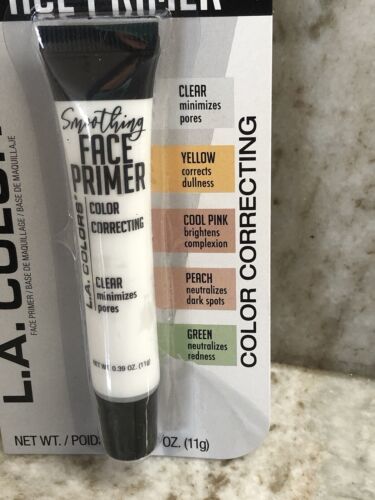 FACE PRIMER
L.A. COLO
FACE PRIMER / BASE DE MAQUILLAGE / BASE DE MAQUILLAJE
Smoothing
FACE
PRIMER
L.A. COLORS
COLOR
CORRECTING
CLEAR
minimizes
pores
NET WT. 0.39 OZ. (11g)
CLEAR
minimizes
pores
YELLOW
corrects
dullness
COOL PINK
brightens
complexion
PEACH
neutralizes
dark spots
GREEN
neutralizes
redness
COLOR CORRECTING
NET WT. / POID OZ. (11g)